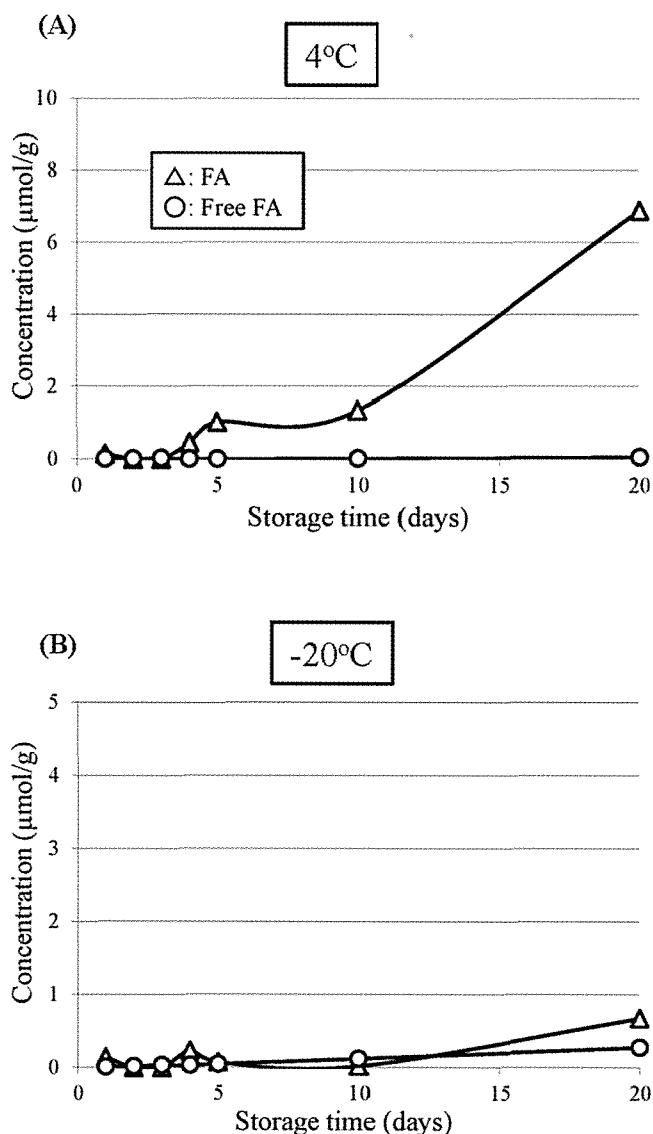 (A)
4°C
10
8
6
4
2
0
Concentration (μmol/g)
△: FA
○: Free FA
0 5 10 15 20
Storage time (days)
(B)
-20°C
5
4
3
2
1
0
Concentration (μmol/g)
0 5 10 15 20
Storage time (days)